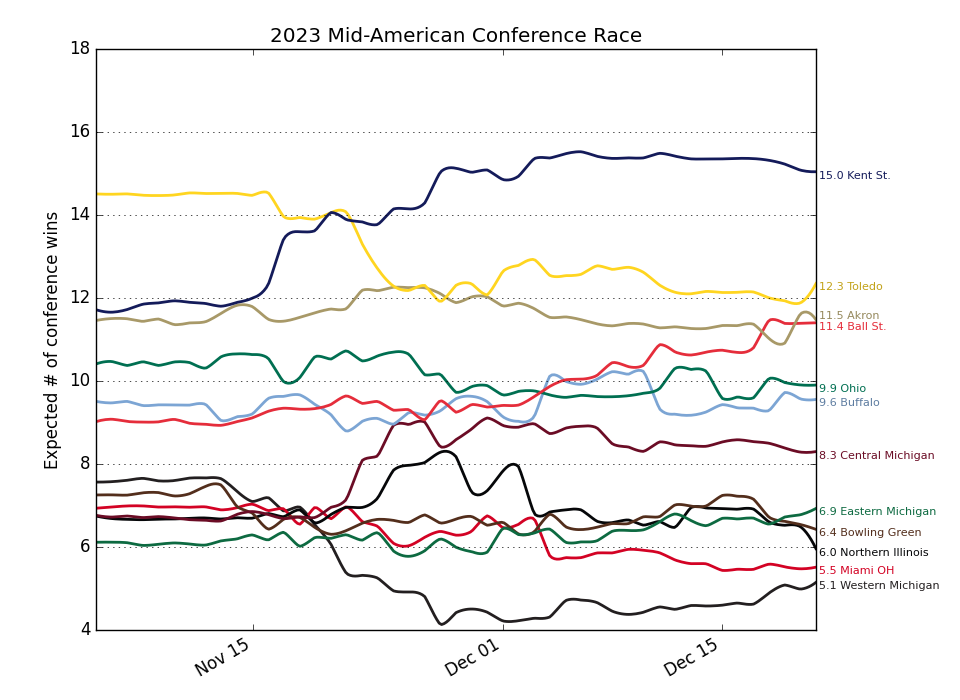 2023 Mid-American Conference Race
Expected # of conference wins
18
16
14
12
10
8
6
4
Nov 15
Dec 01
Dec 15
15.0 Kent St.
12.3 Toledo
11.5 Akron
11.4 Ball St.
9.9 Ohio
9.6 Buffalo
8.3 Central Michigan
6.9 Eastern Michigan
6.4 Bowling Green
6.0 Northern Illinois
5.5 Miami OH
5.1 Western Michigan